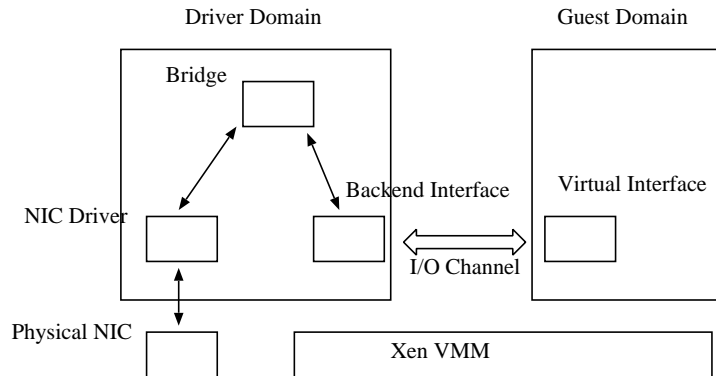 Driver Domain
Guest Domain
Bridge
Backend Interface
Virtual Interface
NIC Driver
I/O Channel
Physical NIC
Xen VMM